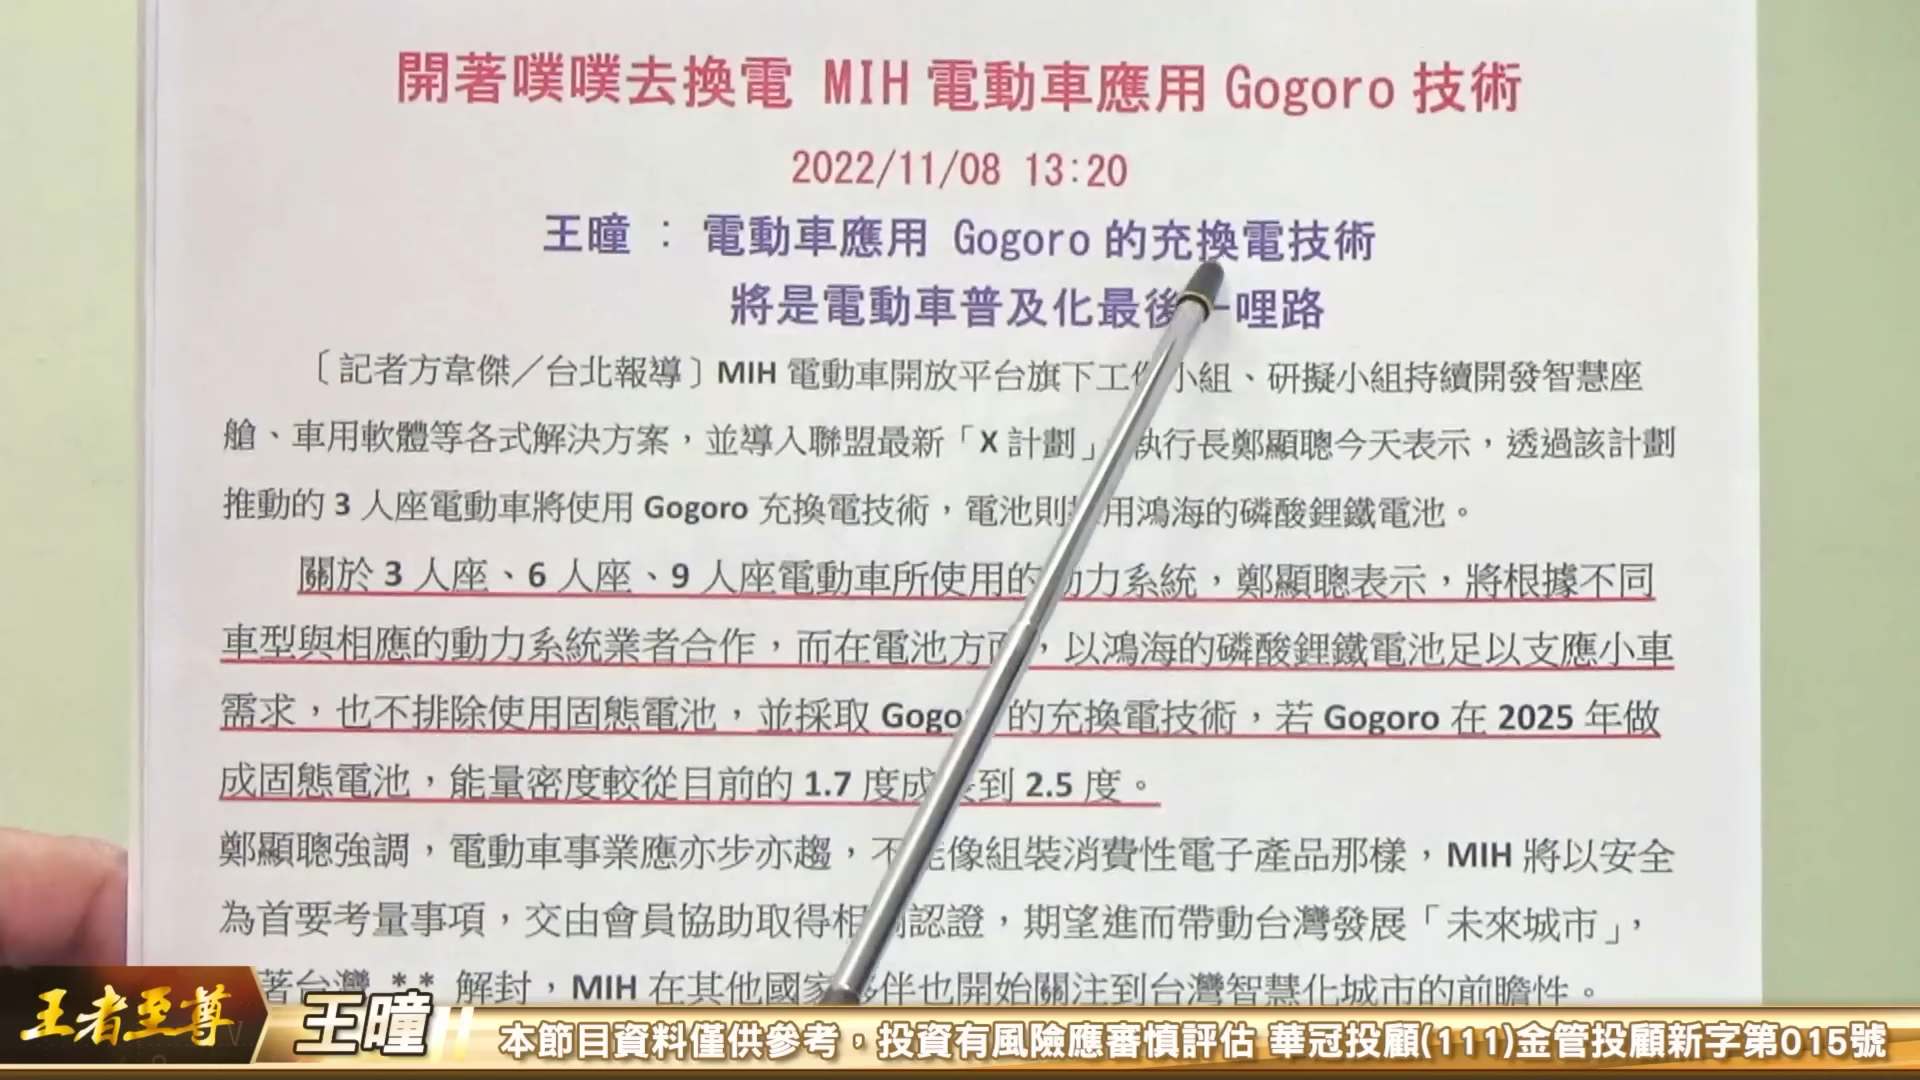 開著噗噗去換電 MIH 電動車應用 Gogoro 技術
2022/11/08 13:20
王曈 : 電動車應用 Gogoro 的充換電技術
將是電動車普及化最後一哩路
〔記者方韋傑／台北報導〕MIH 電動車開放平台旗下工作小組、研擬小組持續開發智慧座
艙、車用軟體等各式解決方案，並導入聯盟最新「X 計劃」執行長鄭顯聰今天表示，透過該計劃
推動的 3 人座電動車將使用 Gogoro 充換電技術，電池則採用鴻海的磷酸鋰鐵電池。
關於 3 人座、6 人座、9 人座電動車所使用的動力系統，鄭顯聰表示，將根據不同
車型與相應的動力系統業者合作，而在電池方面，以鴻海的磷酸鋰鐵電池足以支應小車
需求，也不排除使用固態電池，並採取 Gogoro 的充換電技術，若 Gogoro 在 2025 年做
成固態電池，能量密度較從目前的 1.7 度成長到 2.5 度。
鄭顯聰強調，電動車事業應亦步亦趨，不能像組裝消費性電子產品那樣，MIH 將以安全
為首要考量事項，交由會員協助取得相關認證，期望進而帶動台灣發展「未來城市」，
著台灣 ** 解封，MIH 在其他國家夥伴也開始關注到台灣智慧化城市的前瞻性。
王者至尊 王曈 本節目資料僅供參考，投資有風險應審慎評估 華冠投顧(111)金管投顧新字第015號